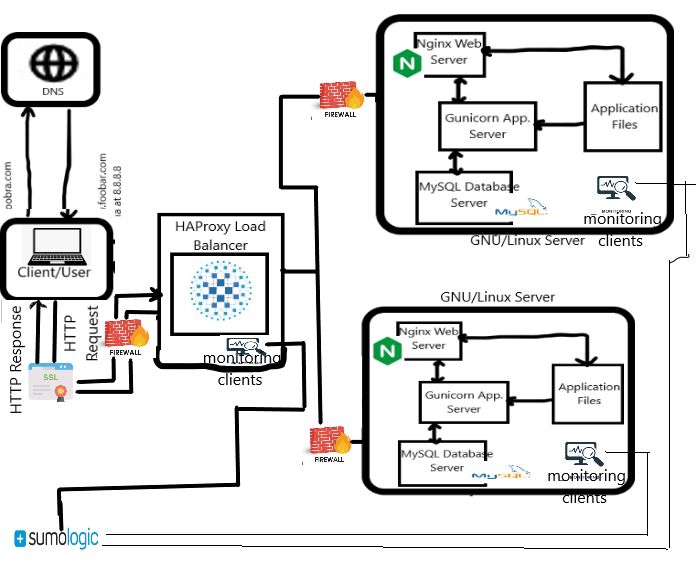 DNS
.foobar.com
at 8.8.8.8
Client/User
HTTP Response
HTTP
Request
SSL
FIREWALL
HAProxy Load
Balancer
monitoring
clients
FIREWALL
Nginx Web
Server
Gunicorn App.
Server
Application
Files
MySQL Database
Server
MySQL
MONITORING
monitoring
clients
GNU/Linux Server
GNU/Linux Server
Nginx Web
Server
Gunicorn App.
Server
Application
Files
MySQL Database
Server
MySQL
monitoring
clients
FIREWALL
sumologic